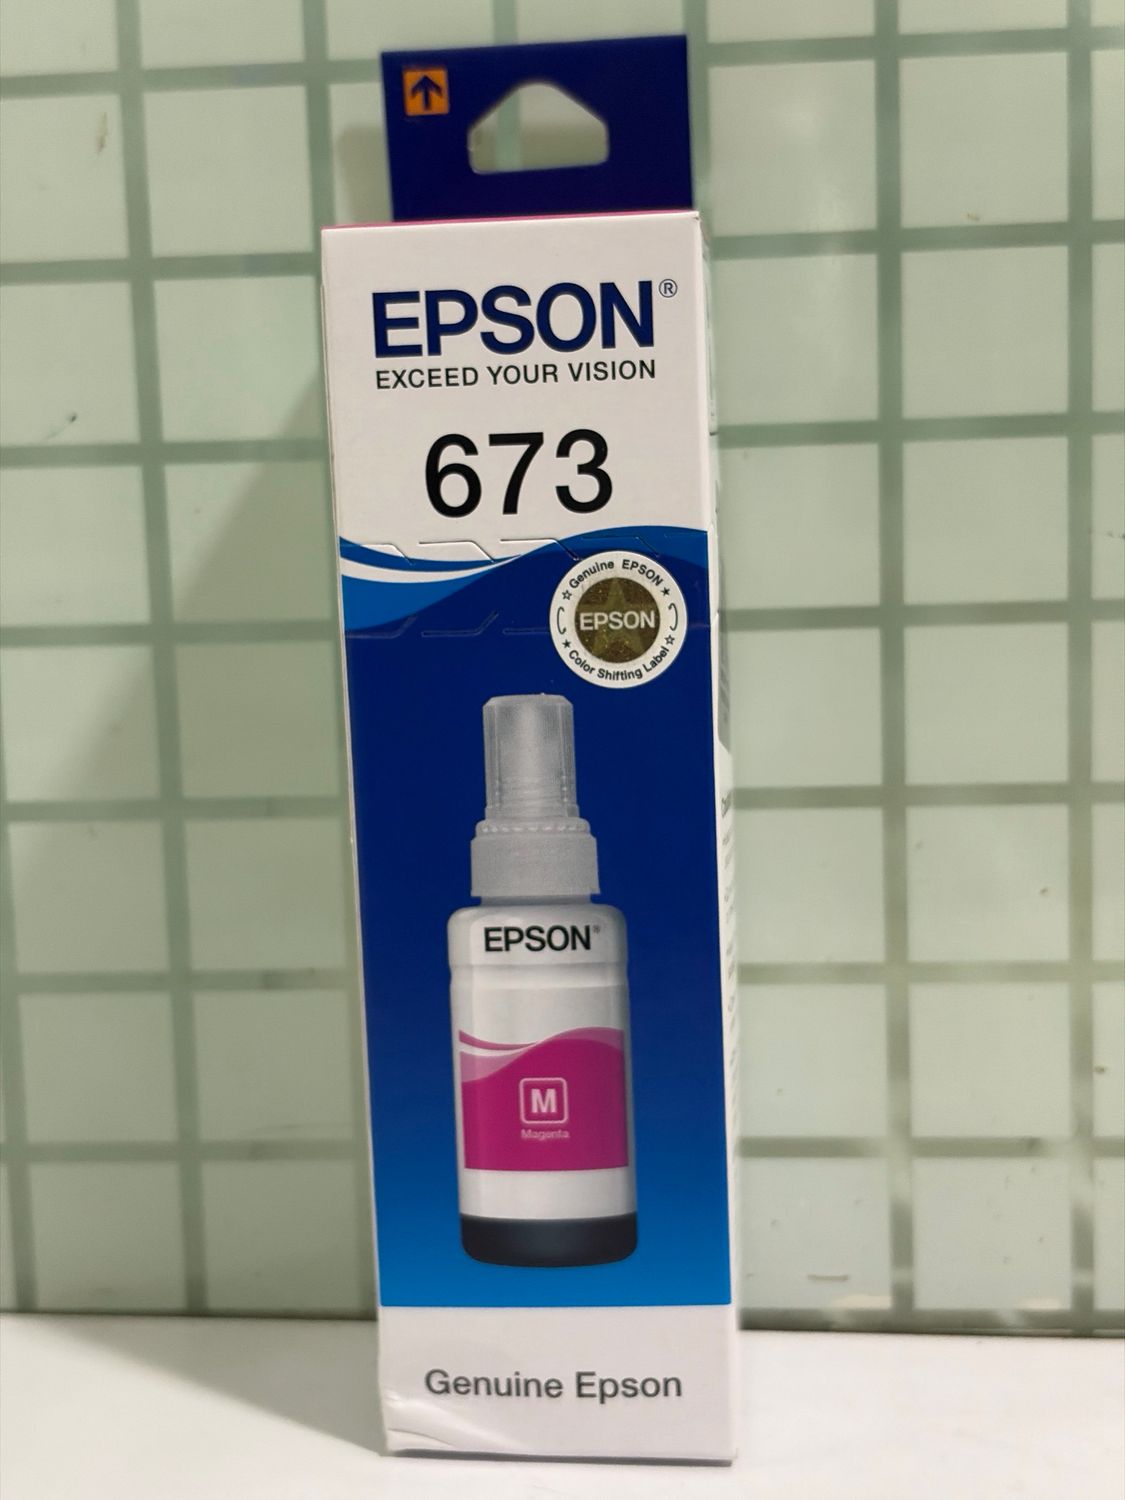 EPSON®
EXCEED YOUR VISION
673
Genuine EPSON
EPSON
Color Shifting Label
EPSON®
M
Magenta
Genuine Epson